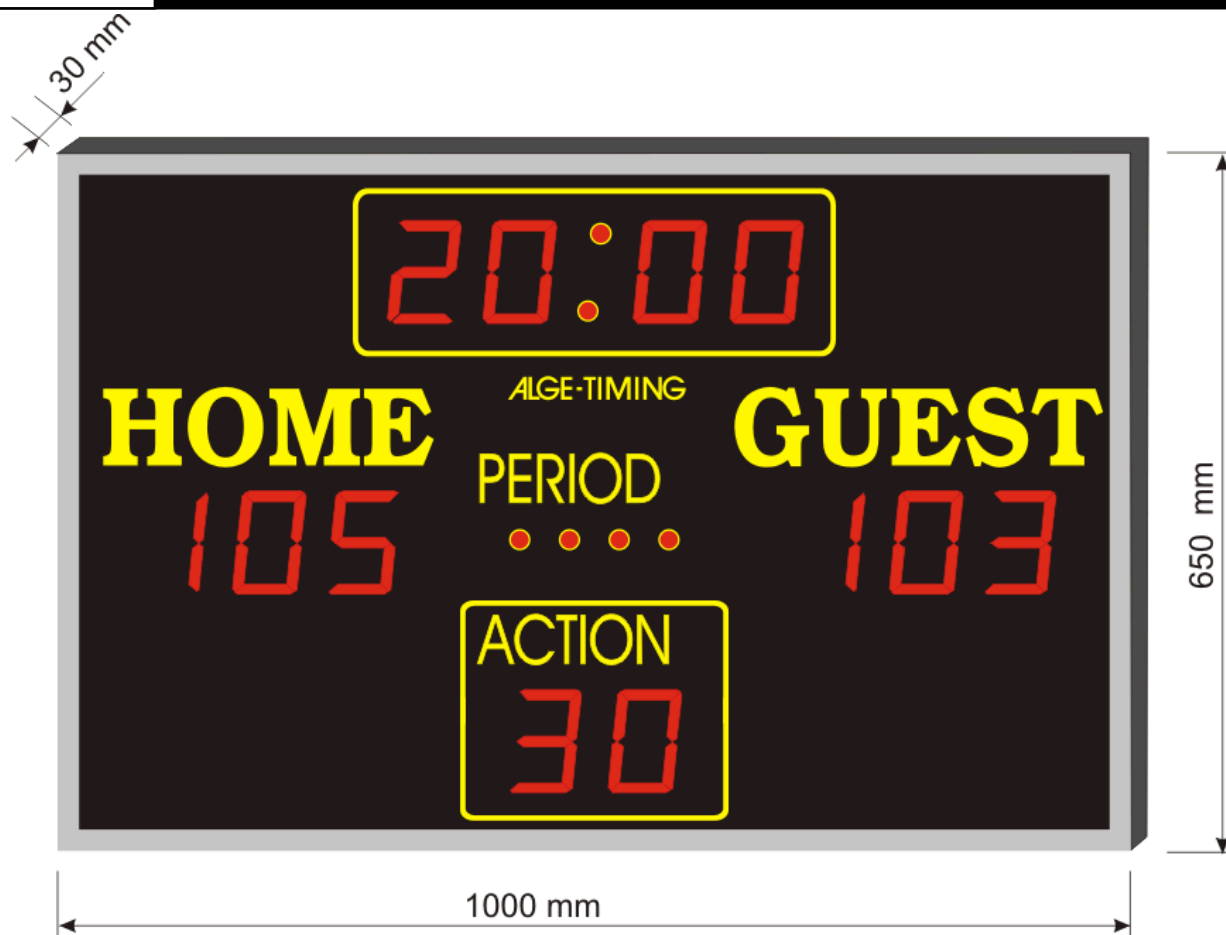 30 mm
20:00
ALGE-TIMING
HOME
GUEST
PERIOD
105
103
650 mm
ACTION
30
1000 mm